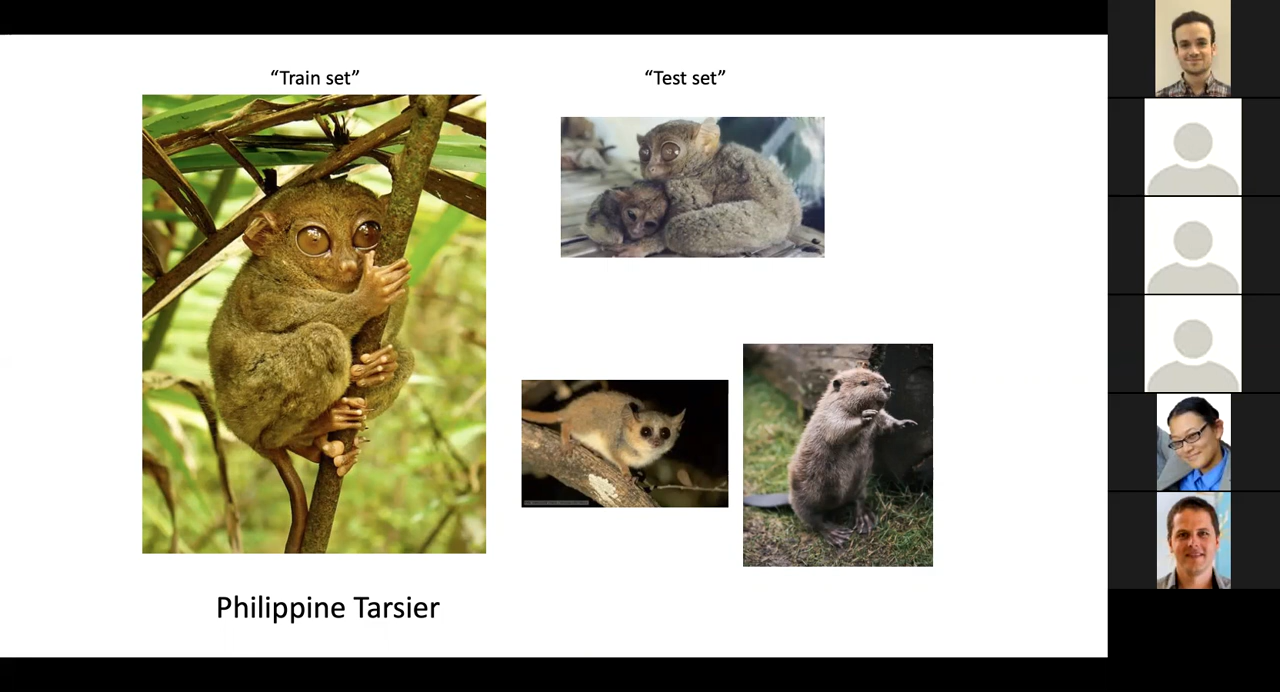 “Train set”
“Test set”
Philippine Tarsier